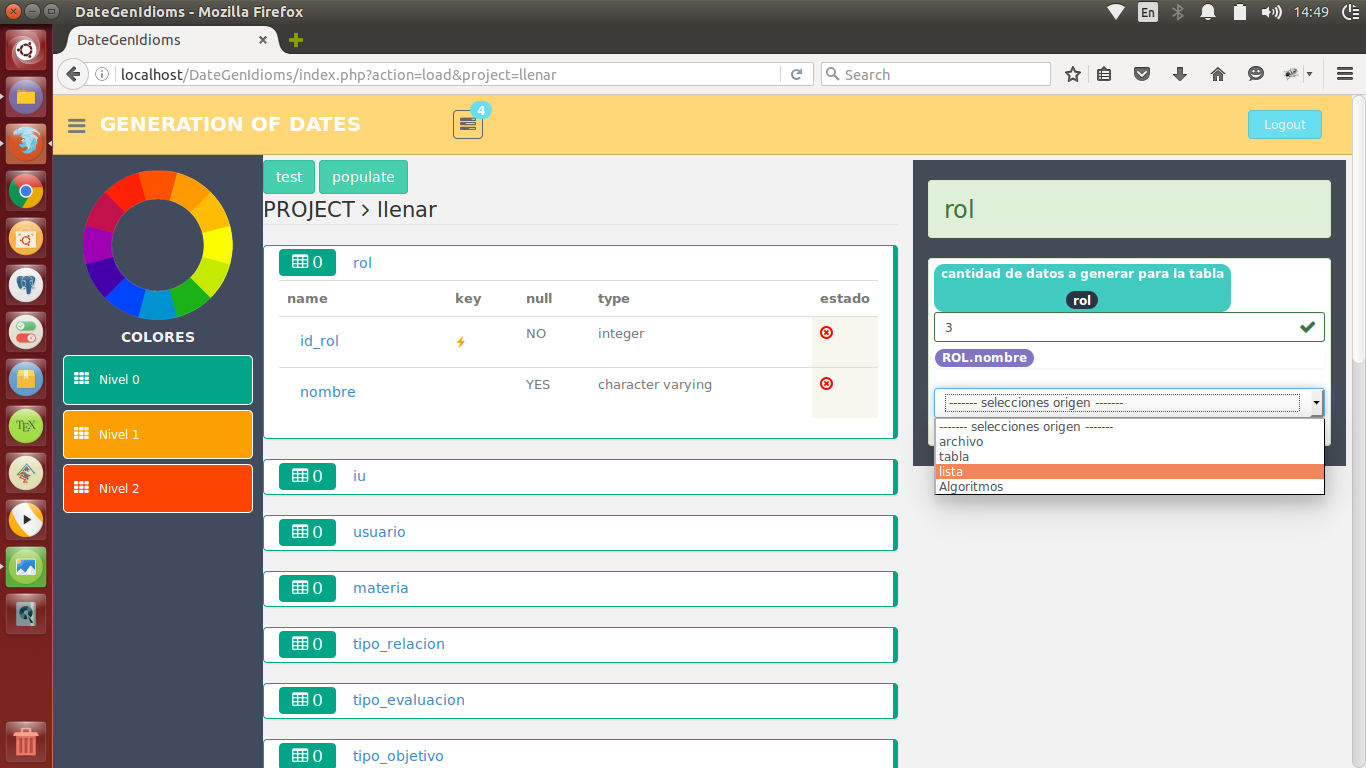 DateGenIdioms - Mozilla Firefox
En
14:49
DateGenIdioms
localhost/DateGenIdioms/index.php?action=load&project=llenar
Search
GENERATION OF DATES
4
Logout
COLORES
Nivel 0
Nivel 1
Nivel 2
test
populate
PROJECT > llenar
0 rol
name key null type estado
id_rol NO integer
nombre YES character varying
0 iu
0 usuario
0 materia
0 tipo_relacion
0 tipo_evaluacion
0 tipo_objetivo
rol
cantidad de datos a generar para la tabla
rol
3
ROL.nombre
------- selecciones origen -------
------- selecciones origen -------
archivo
tabla
lista
Algoritmos
TEX